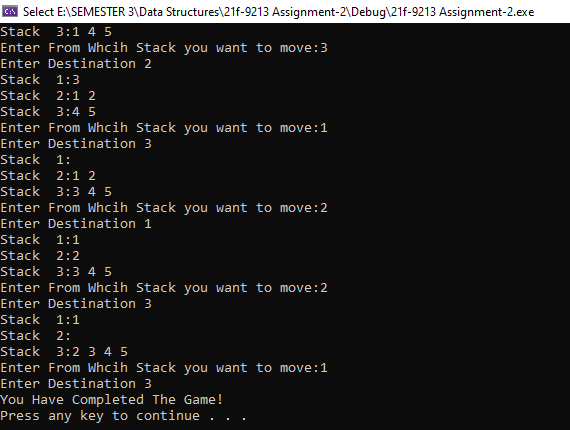 Select E:\SEMESTER 3\Data Structures\21f-9213 Assignment-2\Debug\21f-9213 Assignment-2.exe
Stack  3:1 4 5
Enter From Whcih Stack you want to move:3
Enter Destination 2
Stack  1:3
Stack  2:1 2
Stack  3:4 5
Enter From Whcih Stack you want to move:1
Enter Destination 3
Stack  1:
Stack  2:1 2
Stack  3:3 4 5
Enter From Whcih Stack you want to move:2
Enter Destination 1
Stack  1:1
Stack  2:2
Stack  3:3 4 5
Enter From Whcih Stack you want to move:2
Enter Destination 3
Stack  1:1
Stack  2:
Stack  3:2 3 4 5
Enter From Whcih Stack you want to move:1
Enter Destination 3
You Have Completed The Game!
Press any key to continue . . .